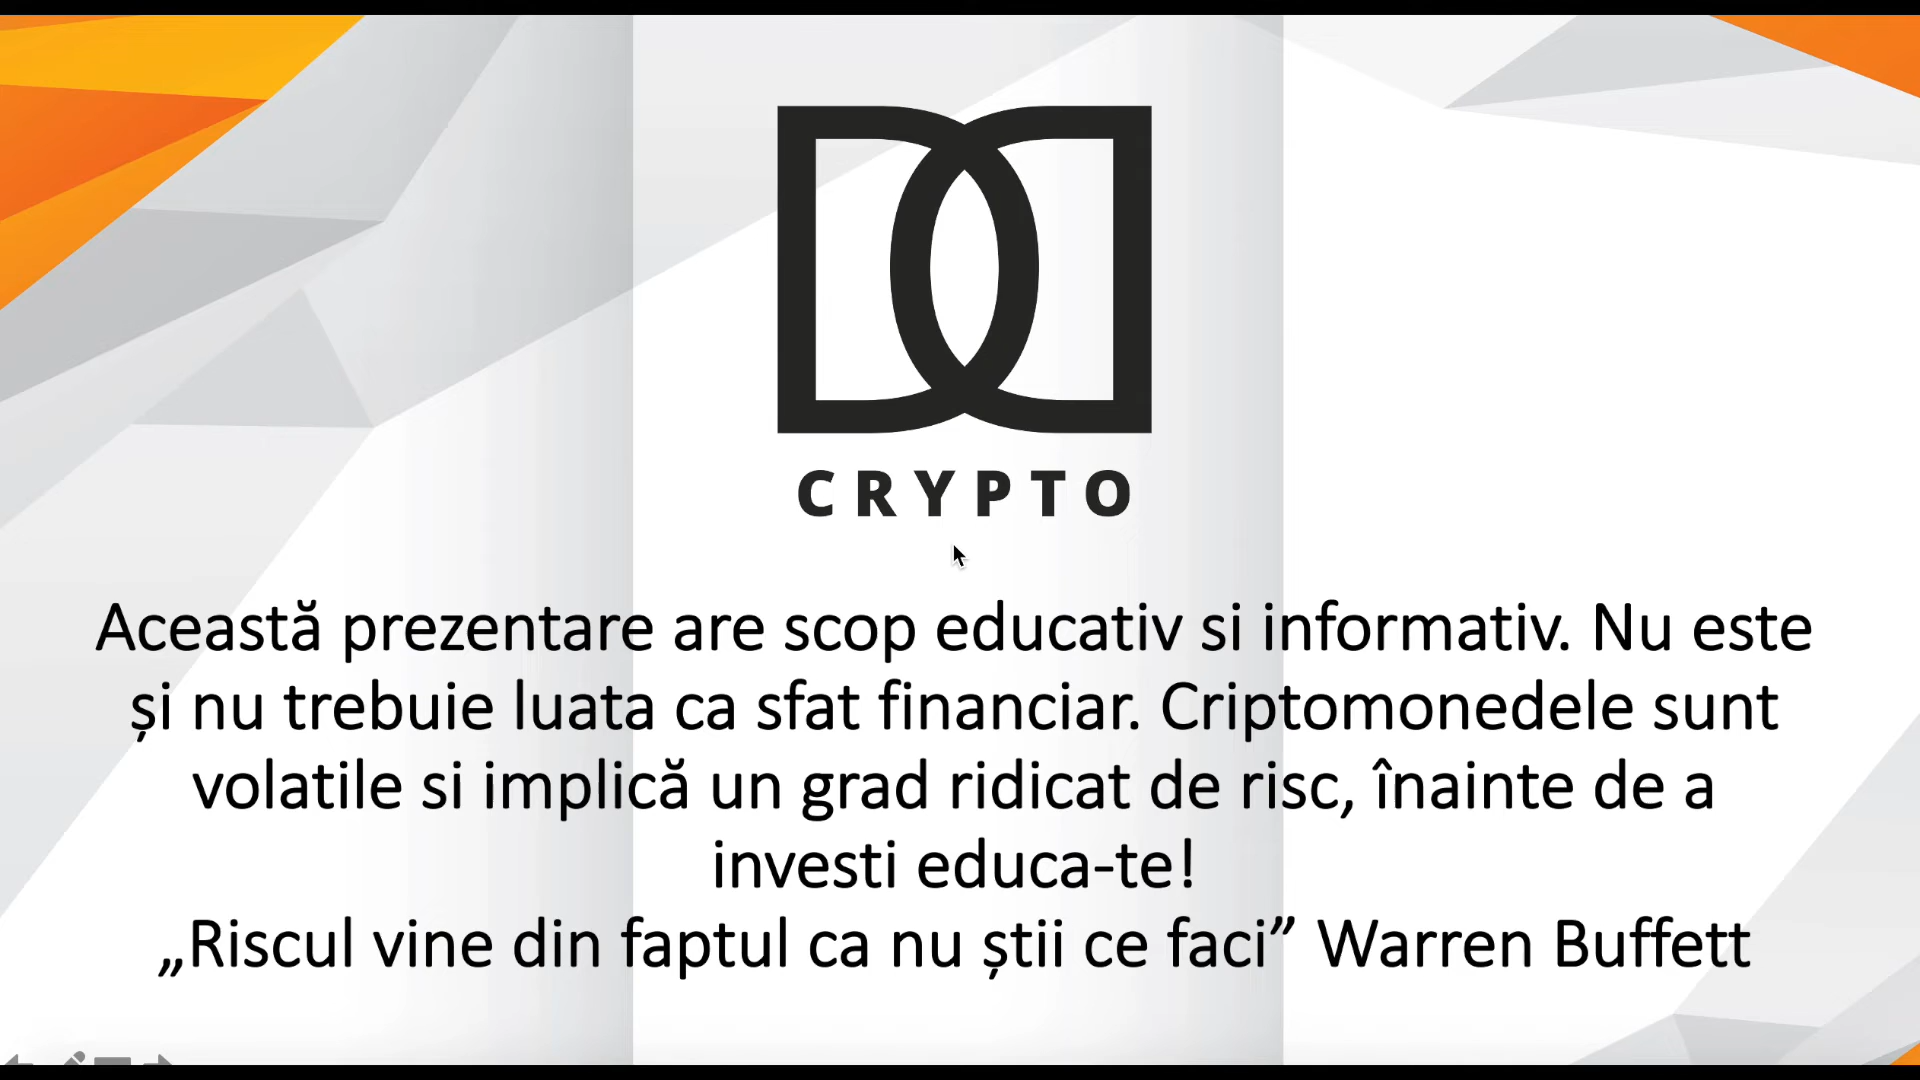 CRYPTO
Această prezentare are scop educativ si informativ. Nu este
și nu trebuie luata ca sfat financiar. Criptomonedele sunt
volatile si implică un grad ridicat de risc, înainte de a
investi educa-te!
„Riscul vine din faptul ca nu știi ce faci” Warren Buffett